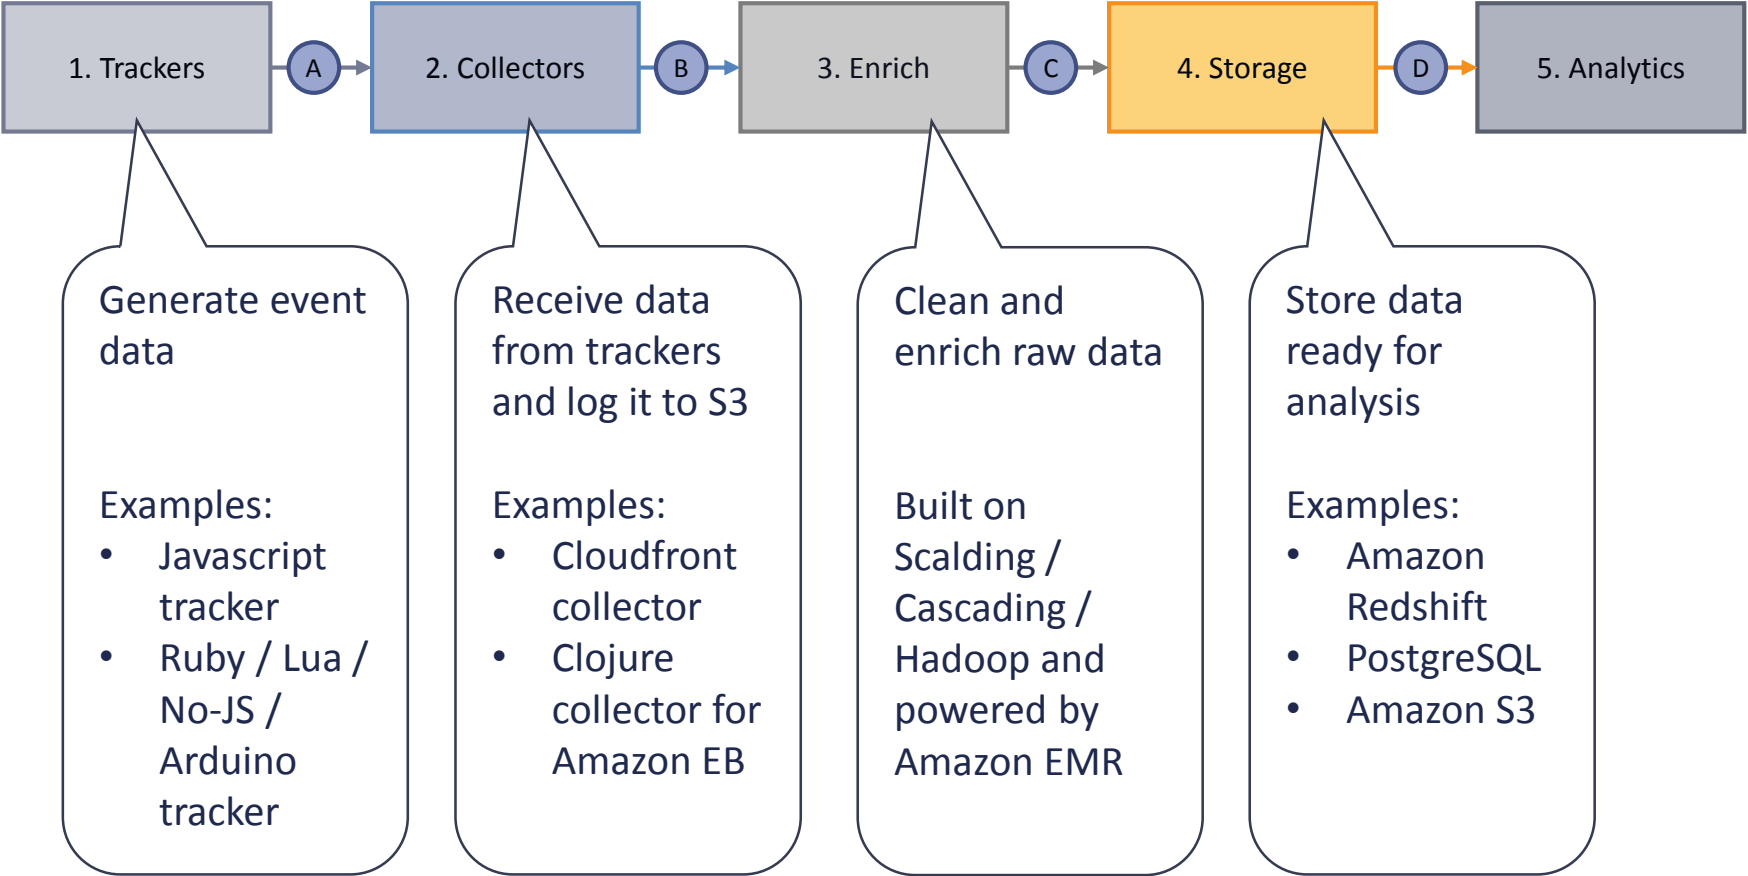 1. Trackers
A
2. Collectors
B
3. Enrich
C
4. Storage
D
5. Analytics
Generate event
data
Examples:
• Javascript
tracker
• Ruby / Lua /
No-JS /
Arduino
tracker
Receive data
from trackers
and log it to S3
Examples:
• Cloudfront
collector
• Clojure
collector for
Amazon EB
Clean and
enrich raw data
Built on
Scalding /
Cascading /
Hadoop and
powered by
Amazon EMR
Store data
ready for
analysis
Examples:
• Amazon
Redshift
• PostgreSQL
• Amazon S3